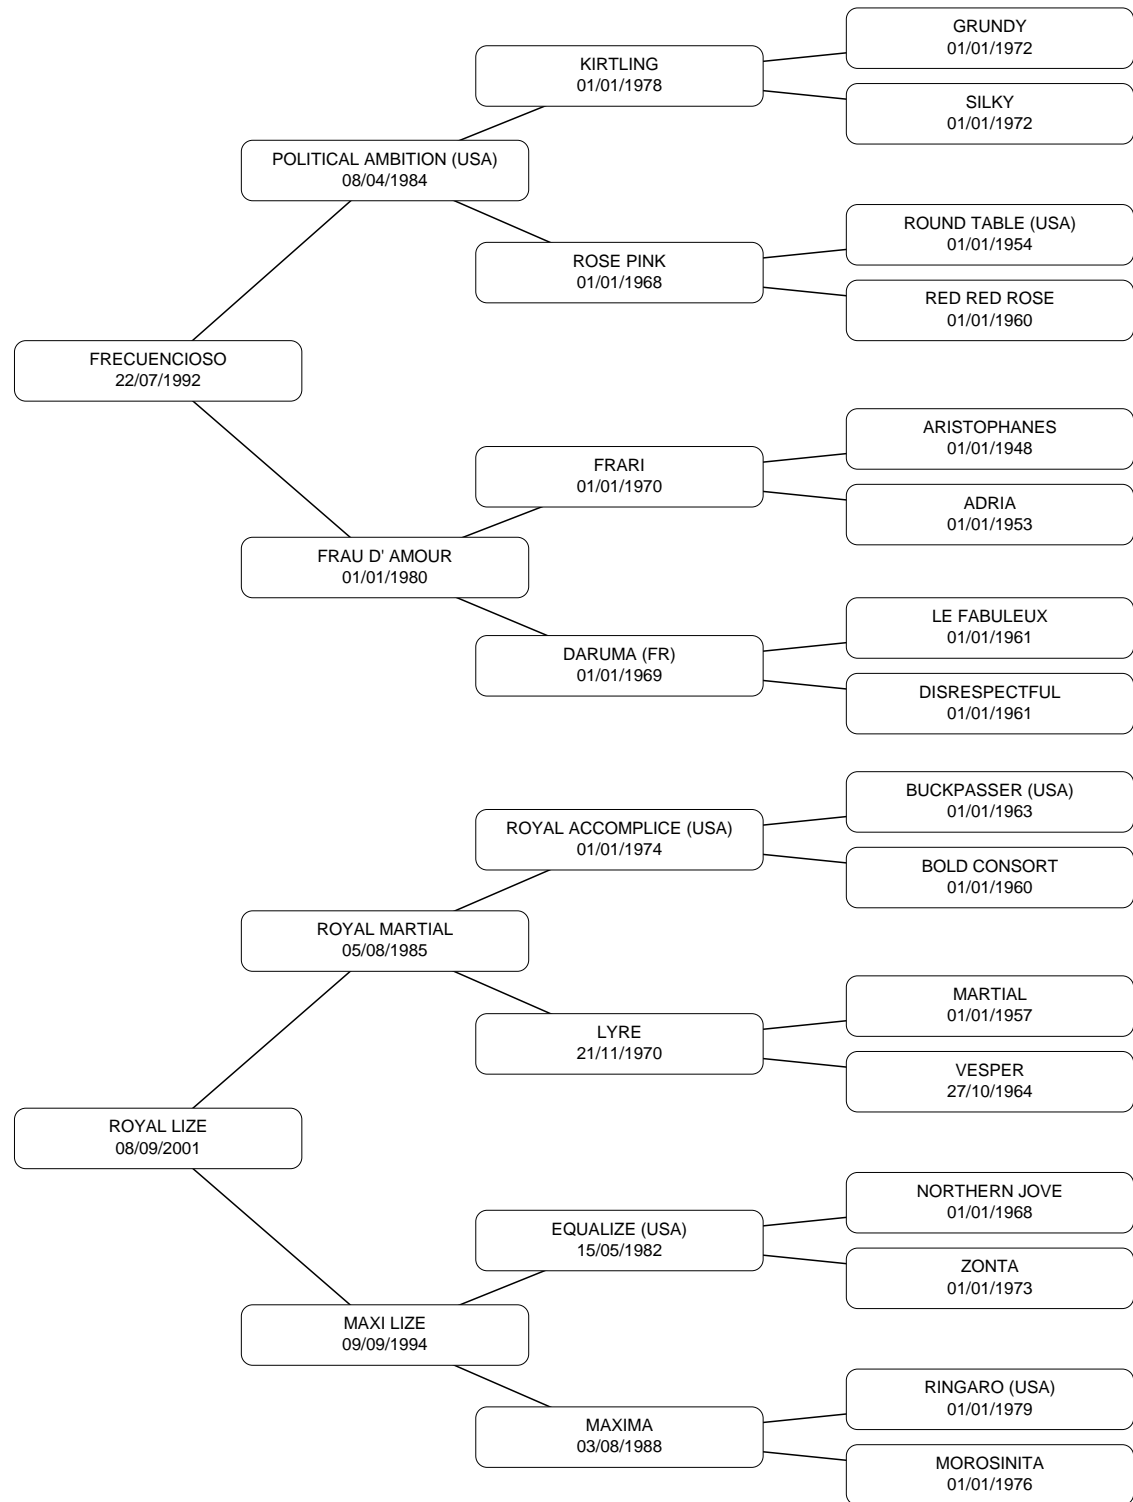 GRUNDY
01/01/1972
KIRTLING
01/01/1978
SILKY
01/01/1972
POLITICAL AMBITION (USA)
08/04/1984
ROUND TABLE (USA)
01/01/1954
ROSE PINK
01/01/1968
RED RED ROSE
01/01/1960
FRECUENCIOSO
22/07/1992
ARISTOPHANES
01/01/1948
FRARI
01/01/1970
ADRIA
01/01/1953
FRAU D' AMOUR
01/01/1980
LE FABULEUX
01/01/1961
DARUMA (FR)
01/01/1969
DISRESPECTFUL
01/01/1961
BUCKPASSER (USA)
01/01/1963
ROYAL ACCOMPLICE (USA)
01/01/1974
BOLD CONSORT
01/01/1960
ROYAL MARTIAL
05/08/1985
MARTIAL
01/01/1957
LYRE
21/11/1970
VESPER
27/10/1964
ROYAL LIZE
08/09/2001
NORTHERN JOVE
01/01/1968
EQUALIZE (USA)
15/05/1982
ZONTA
01/01/1973
MAXI LIZE
09/09/1994
RINGARO (USA)
01/01/1979
MAXIMA
03/08/1988
MOROSINITA
01/01/1976